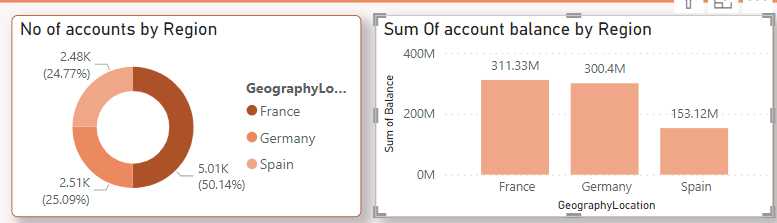 No of accounts by Region
2.48K
(24.77%)
2.51K
(25.09%)
5.01K
(50.14%)
GeographyLo...
France
Germany
Spain
Sum Of account balance by Region
Sum of Balance
400M
200M
0M
311.33M
300.4M
153.12M
France
Germany
Spain
GeographyLocation